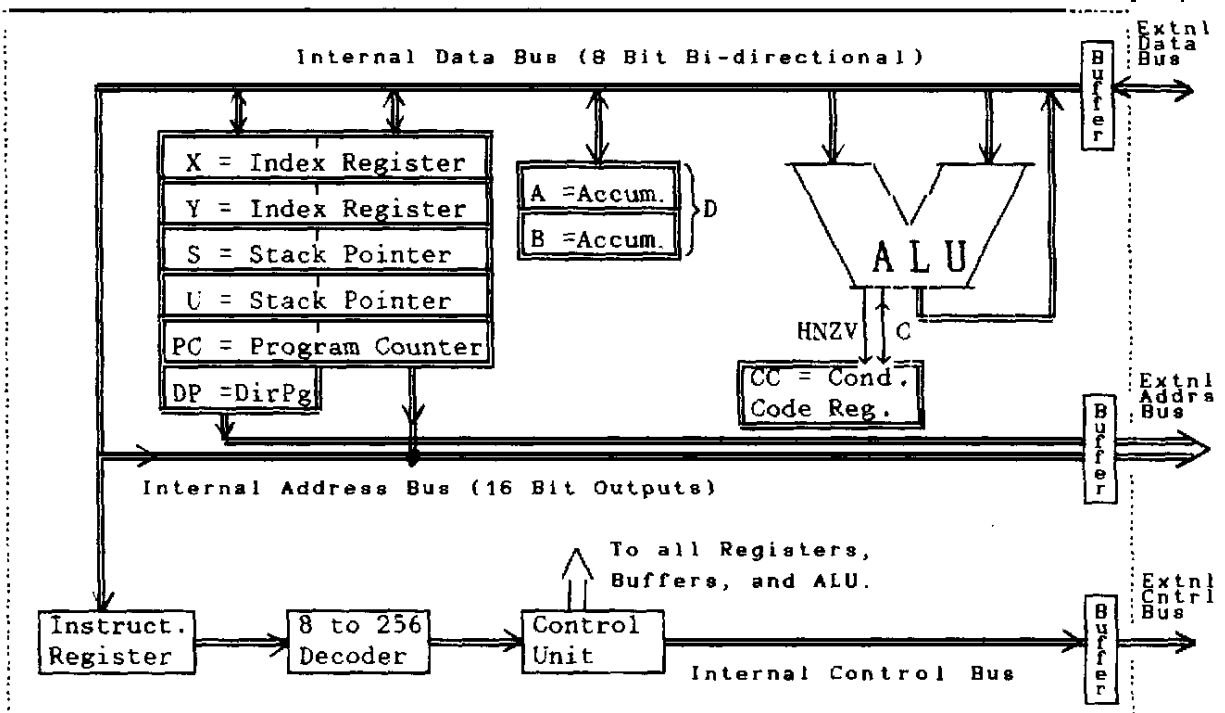 Extnl
Data
Bus
Internal Data Bus (8 Bit Bi-directional)
Buffer
X = Index Register
Y = Index Register
S = Stack Pointer
U = Stack Pointer
PC = Program Counter
DP =DirPg
A =Accum.
B =Accum.
D
ALU
HNZV
C
CC = Cond.
Code Reg.
Extnl
Addrs
Bus
Buffer
Internal Address Bus (16 Bit Outputs)
To all Registers,
Buffers, and ALU.
Extnl
Cntrl
Bus
Buffer
Instruct.
Register
8 to 256
Decoder
Control
Unit
Internal Control Bus